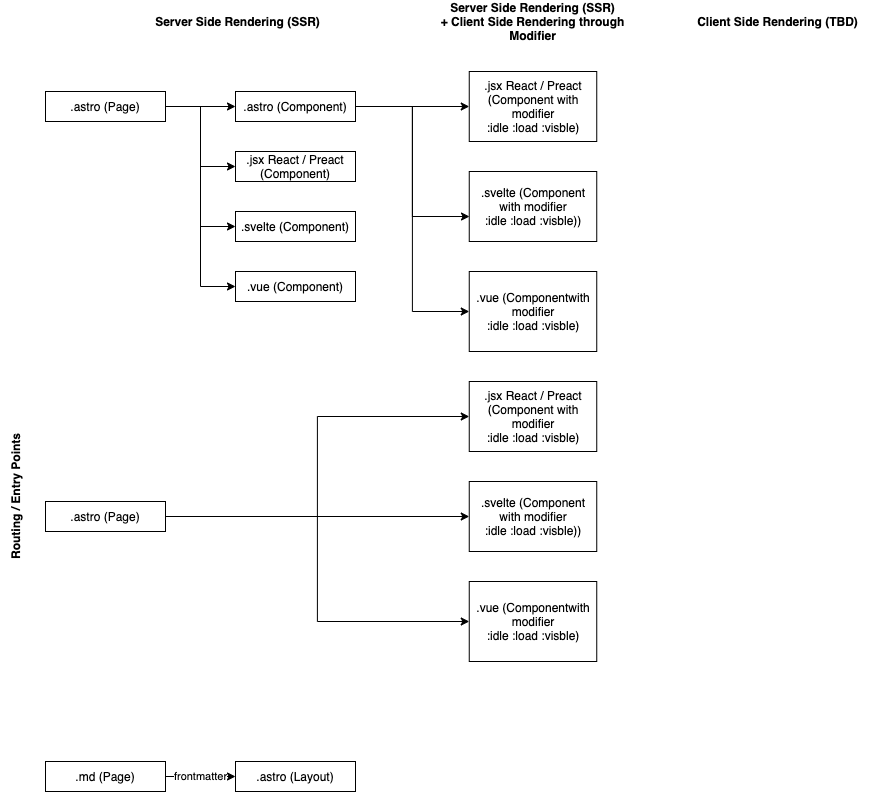 Server Side Rendering (SSR)
Server Side Rendering (SSR)
+ Client Side Rendering through
Modifier
Client Side Rendering (TBD)
.astro (Page)
.astro (Component)
.jsx React / Preact
(Component with
modifier
:idle :load :visble)
.jsx React / Preact
(Component)
.svelte (Component)
.svelte (Component
with modifier
:idle :load :visble))
.vue (Component)
.vue (Componentwith
modifier
:idle :load :visble)
Routing / Entry Points
.astro (Page)
.jsx React / Preact
(Component with
modifier
:idle :load :visble)
.svelte (Component
with modifier
:idle :load :visble))
.vue (Componentwith
modifier
:idle :load :visble)
.md (Page)
frontmatter
.astro (Layout)